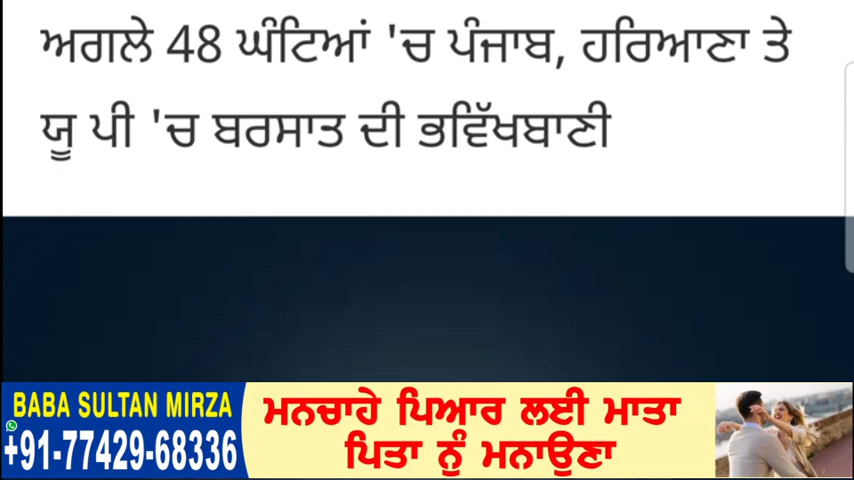 ਅਗਲੇ 48 ਘੰਟਿਆਂ 'ਚ ਪੰਜਾਬ, ਹਰਿਆਣਾ ਤੇ
ਯੂ ਪੀ 'ਚ ਬਰਸਾਤ ਦੀ ਭਵਿੱਖਬਾਣੀ
BABA SULTAN MIRZA
+91-77429-68336
ਮਨਚਾਹੇ ਪਿਆਰ ਲਈ ਮਾਤਾ
ਪਿਤਾ ਨੂੰ ਮਨਾਉਣਾ